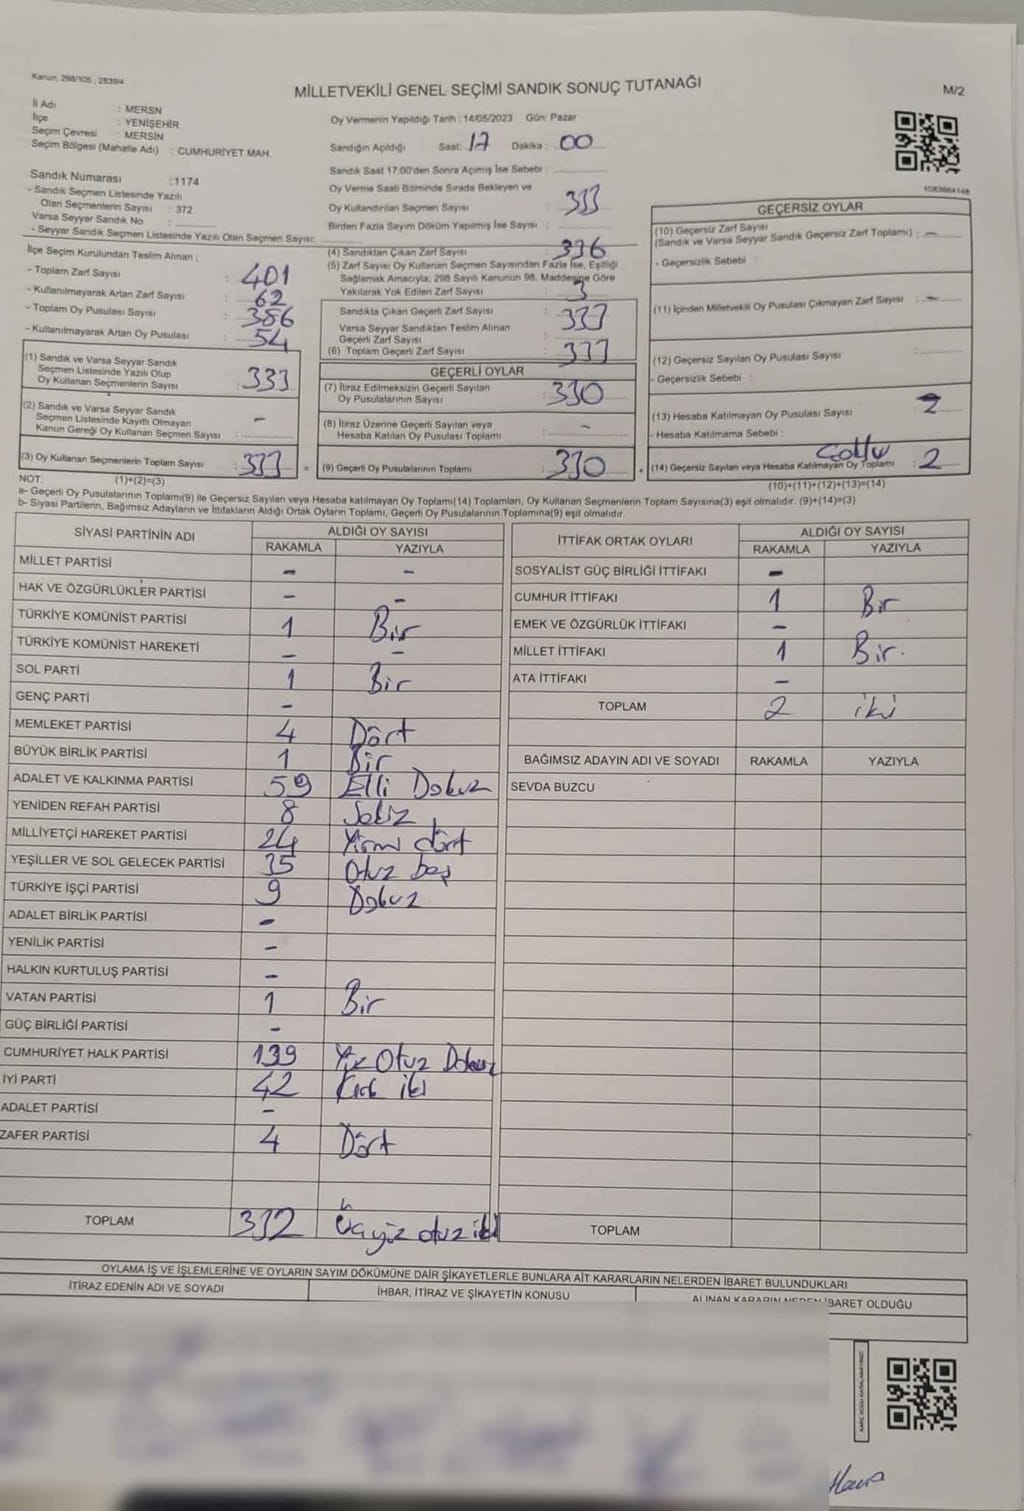 Kanun: 298/105 , 2839/4
MİLLETVEKİLİ GENEL SEÇİMİ SANDIK SONUÇ TUTANAĞI
M/2
İl Adı : MERSN
İlçe : YENİŞEHİR
Seçim Çevresi : MERSİN
Seçim Bölgesi (Mahalle Adı) : CUMHURİYET MAH.
Sandık Numarası :1174
- Sandık Seçmen Listesinde Yazılı
Olan Seçmenlerin Sayısı : 372
Varsa Seyyar Sandık No :
- Seyyar Sandık Seçmen Listesinde Yazılı Olan Seçmen Sayısı:
İlçe Seçim Kurulundan Teslim Alınan ;
- Toplam Zarf Sayısı : 401
- Kullanılmayarak Artan Zarf Sayısı : 62
- Toplam Oy Pusulası Sayısı : 386
- Kullanılmayarak Artan Oy Pusulası : 54
(1) Sandık ve Varsa Seyyar Sandık
Seçmen Listesinde Yazılı Olup
Oy Kullanan Seçmenlerin Sayısı : 333
(2) Sandık ve Varsa Seyyar Sandık
Seçmen Listesinde Kayıtlı Olmayan
Kanun Gereği Oy Kullanan Seçmen Sayısı : -
(3) Oy Kullanan Seçmenlerin Toplam Sayısı : 333 =
(1)+(2)=(3)
Oy Vermenin Yapıldığı Tarih : 14/05/2023 Gün: Pazar
Sandığın Açıldığı Saat: 17 Dakika : 00
Sandık Saat 17.00'den Sonra Açımış İse Sebebi :
Oy Verme Saati Bitiminde Sırada Bekleyen ve
Oy Kullandırılan Seçmen Sayısı : 333
Birden Fazla Sayım Döküm Yapılmış İse Sayısı :
(4) Sandıktan Çıkan Zarf Sayısı : 336
(5) Zarf Sayısı Oy Kullanan Seçmen Sayısından Fazla İse, Eşitliği
Sağlamak Amacıyla; 298 Sayılı Kanunun 98. Maddesine Göre
Yakılarak Yok Edilen Zarf Sayısı : 3
Sandıkta Çıkan Geçerli Zarf Sayısı : 333
Varsa Seyyar Sandıktan Teslim Alınan
Geçerli Zarf Sayısı :
(6) Toplam Geçerli Zarf Sayısı : 333
GEÇERLİ OYLAR
(7) İtiraz Edilmeksizin Geçerli Sayılan
Oy Pusulalarının Sayısı : 330
(8) İtiraz Üzerine Geçerli Sayılan veya
Hesaba Katılan Oy Pusulası Toplamı : -
(9) Geçerli Oy Pusulalarının Toplamı : 330 +
1083664148
GEÇERSİZ OYLAR
(10) Geçersiz Zarf Sayısı
(Sandık ve Varsa Seyyar Sandık Geçersiz Zarf Toplamı) : -
- Geçersizlik Sebebi :
(11) İçinden Milletvekili Oy Pusulası Çıkmayan Zarf Sayısı : -
(12) Geçersiz Sayılan Oy Pusulası Sayısı :
- Geçersizlik Sebebi :
(13) Hesaba Katılmayan Oy Pusulası Sayısı : 2
- Hesaba Katılmama Sebebi :
(14) Geçersiz Sayılan veya Hesaba Katılmayan Oy Toplamı : 2
(10)+(11)+(12)+(13)=(14)
NOT:
a- Geçerli Oy Pusulalarının Toplamı(9) ile Geçersiz Sayılan veya Hesaba katılmayan Oy Toplamı(14) Toplamları, Oy Kullanan Seçmenlerin Toplam Sayısına(3) eşit olmalıdır. (9)+(14)=(3)
b- Siyasi Partilerin, Bağımsız Adayların ve İttifakların Aldığı Ortak Oyların Toplamı, Geçerli Oy Pusulalarının Toplamına(9) eşit olmalıdır.
SİYASİ PARTİNİN ADI ALDIĞI OY SAYISI
RAKAMLA YAZIYLA
MİLLET PARTİSİ - -
HAK VE ÖZGÜRLÜKLER PARTİSİ - -
TÜRKİYE KOMÜNİST PARTİSİ 1 Bir
TÜRKİYE KOMÜNİST HAREKETİ - -
SOL PARTİ 1 Bir
GENÇ PARTİ -
MEMLEKET PARTİSİ 4 Dört
BÜYÜK BİRLİK PARTİSİ 1 Bir
ADALET VE KALKINMA PARTİSİ 59 Elli Dokuz
YENİDEN REFAH PARTİSİ 8 Sekiz
MİLLİYETÇİ HAREKET PARTİSİ 24 Yirmi dört
YEŞİLLER VE SOL GELECEK PARTİSİ 35 Otuz beş
TÜRKİYE İŞÇİ PARTİSİ 9 Dokuz
ADALET BİRLİK PARTİSİ -
YENİLİK PARTİSİ -
HALKIN KURTULUŞ PARTİSİ -
VATAN PARTİSİ 1 Bir
GÜÇ BİRLİĞİ PARTİSİ -
CUMHURİYET HALK PARTİSİ 139 Yüz Otuz Dokuz
İYİ PARTİ 42 Kırk iki
ADALET PARTİSİ -
ZAFER PARTİSİ 4 Dört
TOPLAM 332 Üçyüz otuz iki
İTTİFAK ORTAK OYLARI ALDIĞI OY SAYISI
RAKAMLA YAZIYLA
SOSYALİST GÜÇ BİRLİĞİ İTTİFAKI -
CUMHUR İTTİFAKI 1 Bir
EMEK VE ÖZGÜRLÜK İTTİFAKI -
MİLLET İTTİFAKI 1 Bir.
ATA İTTİFAKI -
TOPLAM 2 iki
BAĞIMSIZ ADAYIN ADI VE SOYADI RAKAMLA YAZIYLA
SEVDA BUZCU
TOPLAM
OYLAMA İŞ VE İŞLEMLERİNE VE OYLARIN SAYIM DÖKÜMÜNE DAİR ŞİKAYETLERLE BUNLARA AİT KARARLARIN NELERDEN İBARET BULUNDUKLARI
İTİRAZ EDENİN ADI VE SOYADI İHBAR, İTİRAZ VE ŞİKAYETİN KONUSU ALINAN KARARIN NEDEN İBARET OLDUĞU